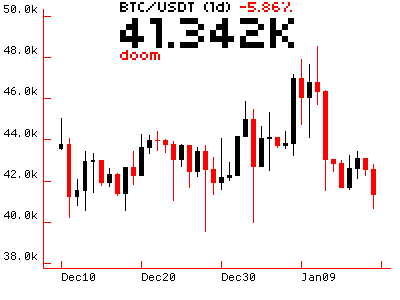 BTC/USDT (1d) -5.86%
41.342K
doom
50.0k
48.0k
46.0k
44.0k
42.0k
40.0k
38.0k
Dec10 Dec20 Dec30 Jan09